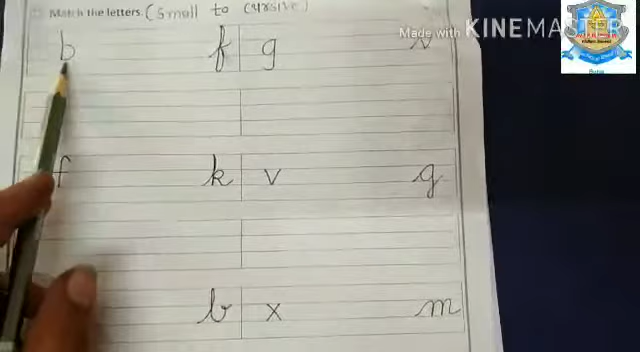 Match the letters. (Small to cursive)
Made with KINEMASTER
b f g
f k v g
b x m